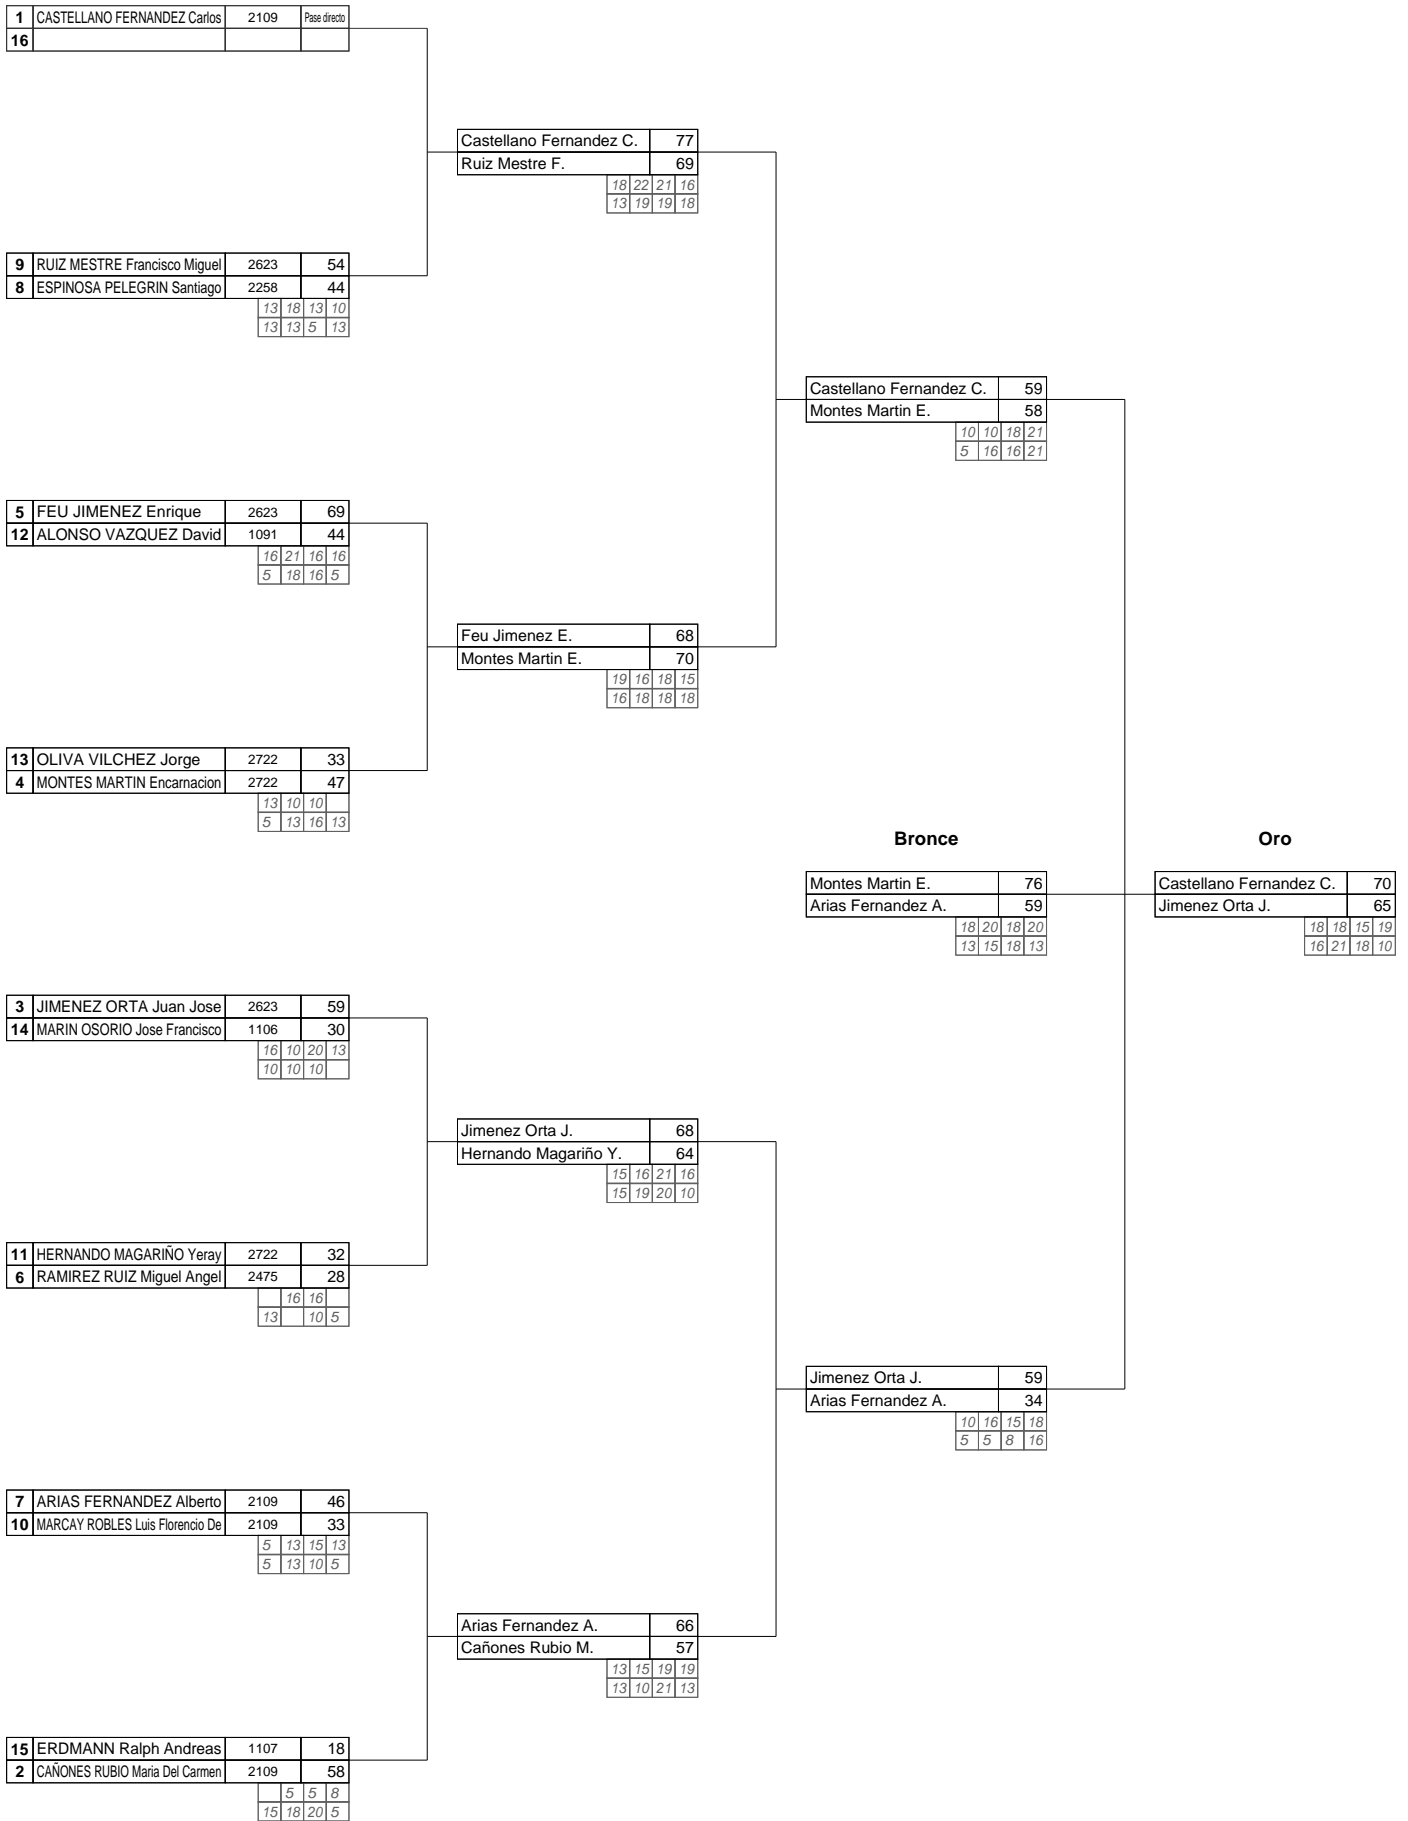 1 CASTELLANO FERNANDEZ Carlos 2109 Pase directo
16
Castellano Fernandez C. 77
Ruiz Mestre F. 69
18 22 21 16
13 19 19 18
9 RUIZ MESTRE Francisco Miguel 2623 54
8 ESPINOSA PELEGRIN Santiago 2258 44
13 18 13 10
13 13 5 13
Castellano Fernandez C. 59
Montes Martin E. 58
10 10 18 21
5 16 16 21
5 FEU JIMENEZ Enrique 2623 69
12 ALONSO VAZQUEZ David 1091 44
16 21 16 16
5 18 16 5
Feu Jimenez E. 68
Montes Martin E. 70
19 16 18 15
16 18 18 18
13 OLIVA VILCHEZ Jorge 2722 33
4 MONTES MARTIN Encarnacion 2722 47
13 10 10
5 13 16 13
Bronce Oro
Montes Martin E. 76 Castellano Fernandez C. 70
Arias Fernandez A. 59 Jimenez Orta J. 65
18 20 18 20 18 18 15 19
13 15 18 13 16 21 18 10
3 JIMENEZ ORTA Juan Jose 2623 59
14 MARIN OSORIO Jose Francisco 1106 30
16 10 20 13
10 10 10
Jimenez Orta J. 68
Hernando Magariño Y. 64
15 16 21 16
15 19 20 10
11 HERNANDO MAGARIÑO Yeray 2722 32
6 RAMIREZ RUIZ Miguel Angel 2475 28
16 16
13 10 5
Jimenez Orta J. 59
Arias Fernandez A. 34
10 16 15 18
5 5 8 16
7 ARIAS FERNANDEZ Alberto 2109 46
10 MARCAY ROBLES Luis Florencio De 2109 33
5 13 15 13
5 13 10 5
Arias Fernandez A. 66
Cañones Rubio M. 57
13 15 19 19
13 10 21 13
15 ERDMANN Ralph Andreas 1107 18
2 CAÑONES RUBIO Maria Del Carmen 2109 58
5 5 8
15 18 20 5